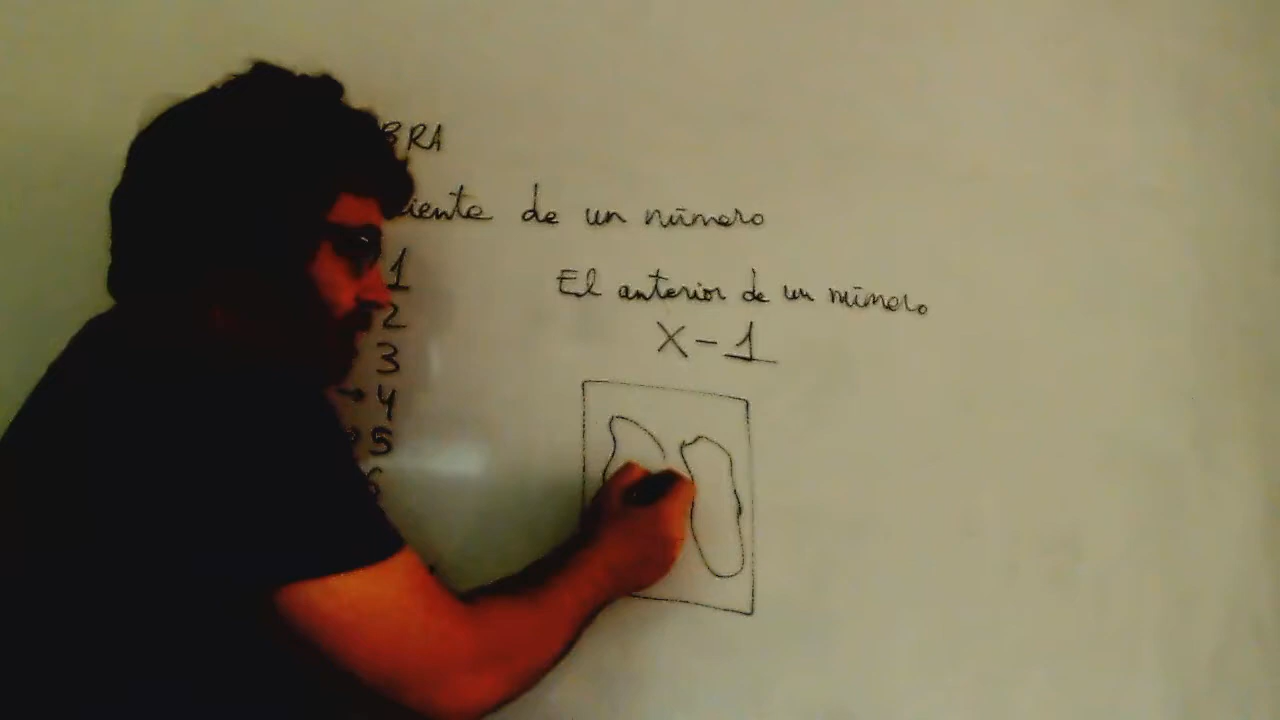 BRA
iente de un número
1
El anterior de un número
2
X-1
3
→ 4
5
6